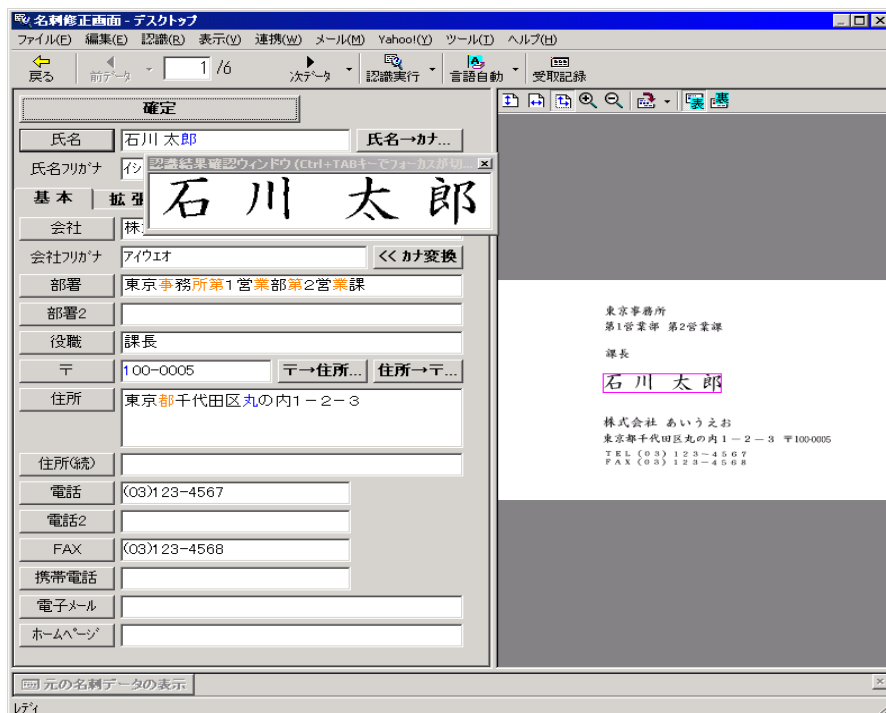 名刺修正画面 - デスクトップ
ファイル(F) 編集(E) 認識(R) 表示(V) 連携(W) メール(M) Yahoo!(Y) ツール(T) ヘルプ(H)
戻る 前データ 1 /6 次データ 認識実行 言語自動 受取記録
確定
氏名 石川 太郎 氏名→カナ...
氏名フリガナ イシ
認識結果確認ウィンドウ(Ctrl+TABキーでフォーカスが切...
石川 太郎
基本 拡張
会社 株
会社フリガナ アイウエオ << カナ変換
部署 東京事務所第1営業部第2営業課
部署2
役職 課長
〒 100-0005 〒→住所... 住所→〒...
住所 東京都千代田区丸の内1-2-3
住所(続)
電話 (03)123-4567
電話2
FAX (03)123-4568
携帯電話
電子メール
ホームページ
東京事務所
第1営業部 第2営業課
課長
石川 太郎
株式会社 あいうえお
東京都千代田区丸の内1-2-3 〒100-0005
TEL (03) 123-4567
FAX (03) 123-4568
元の名刺データの表示
レディ